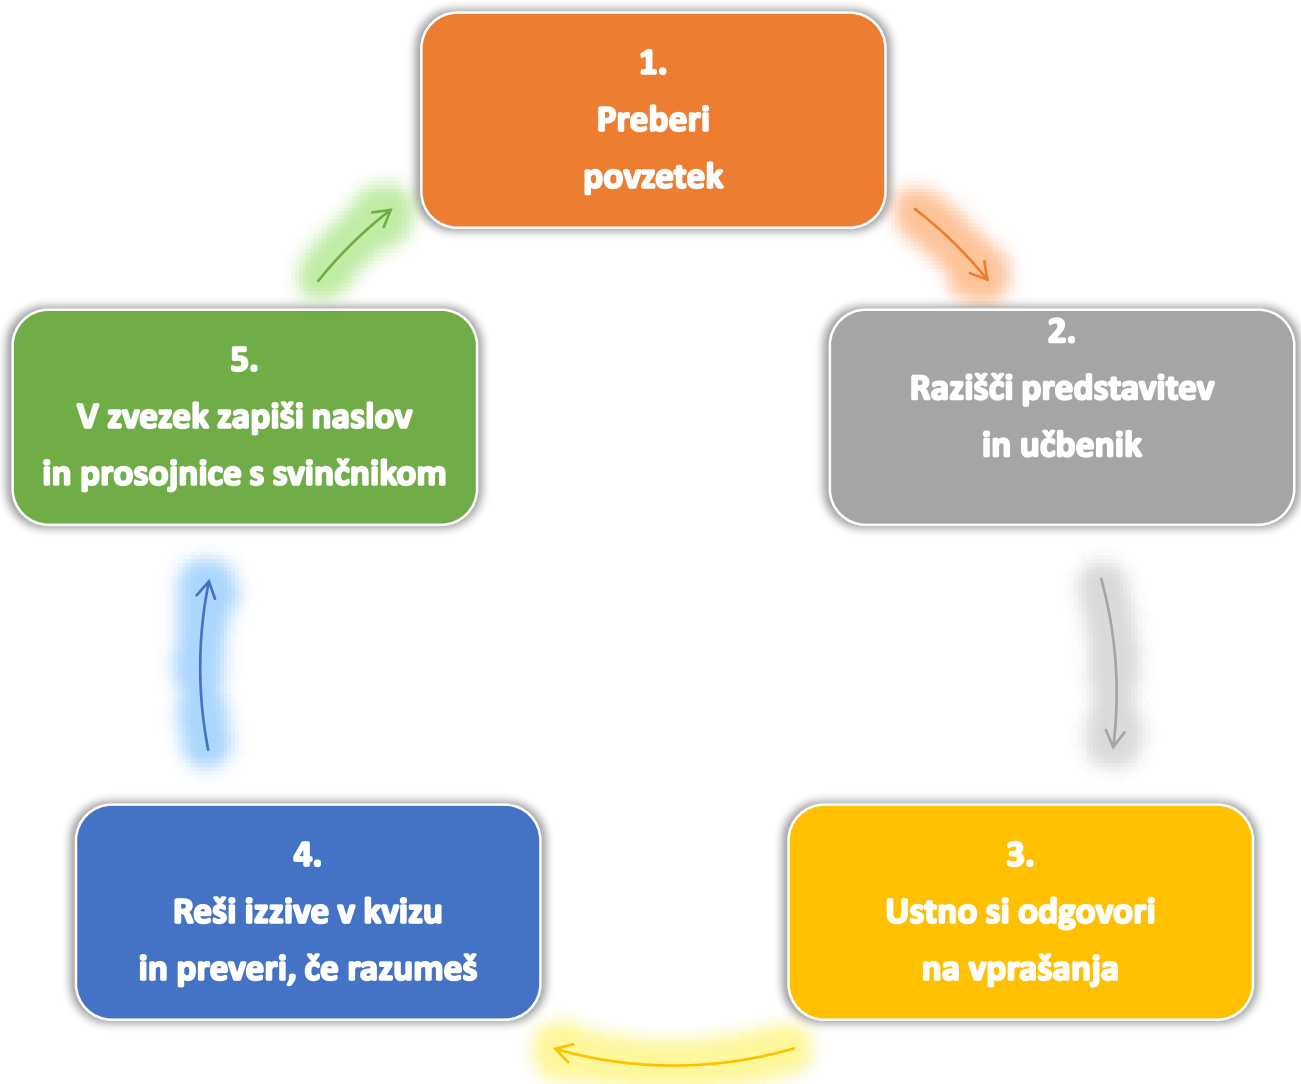 1.
Preberi
povzetek
2.
Razišči predstavitev
in učbenik
3.
Ustno si odgovori
na vprašanja
4.
Reši izzive v kvizu
in preveri, če razumeš
5.
V zvezek zapiši naslov
in prosojnice s svinčnikom